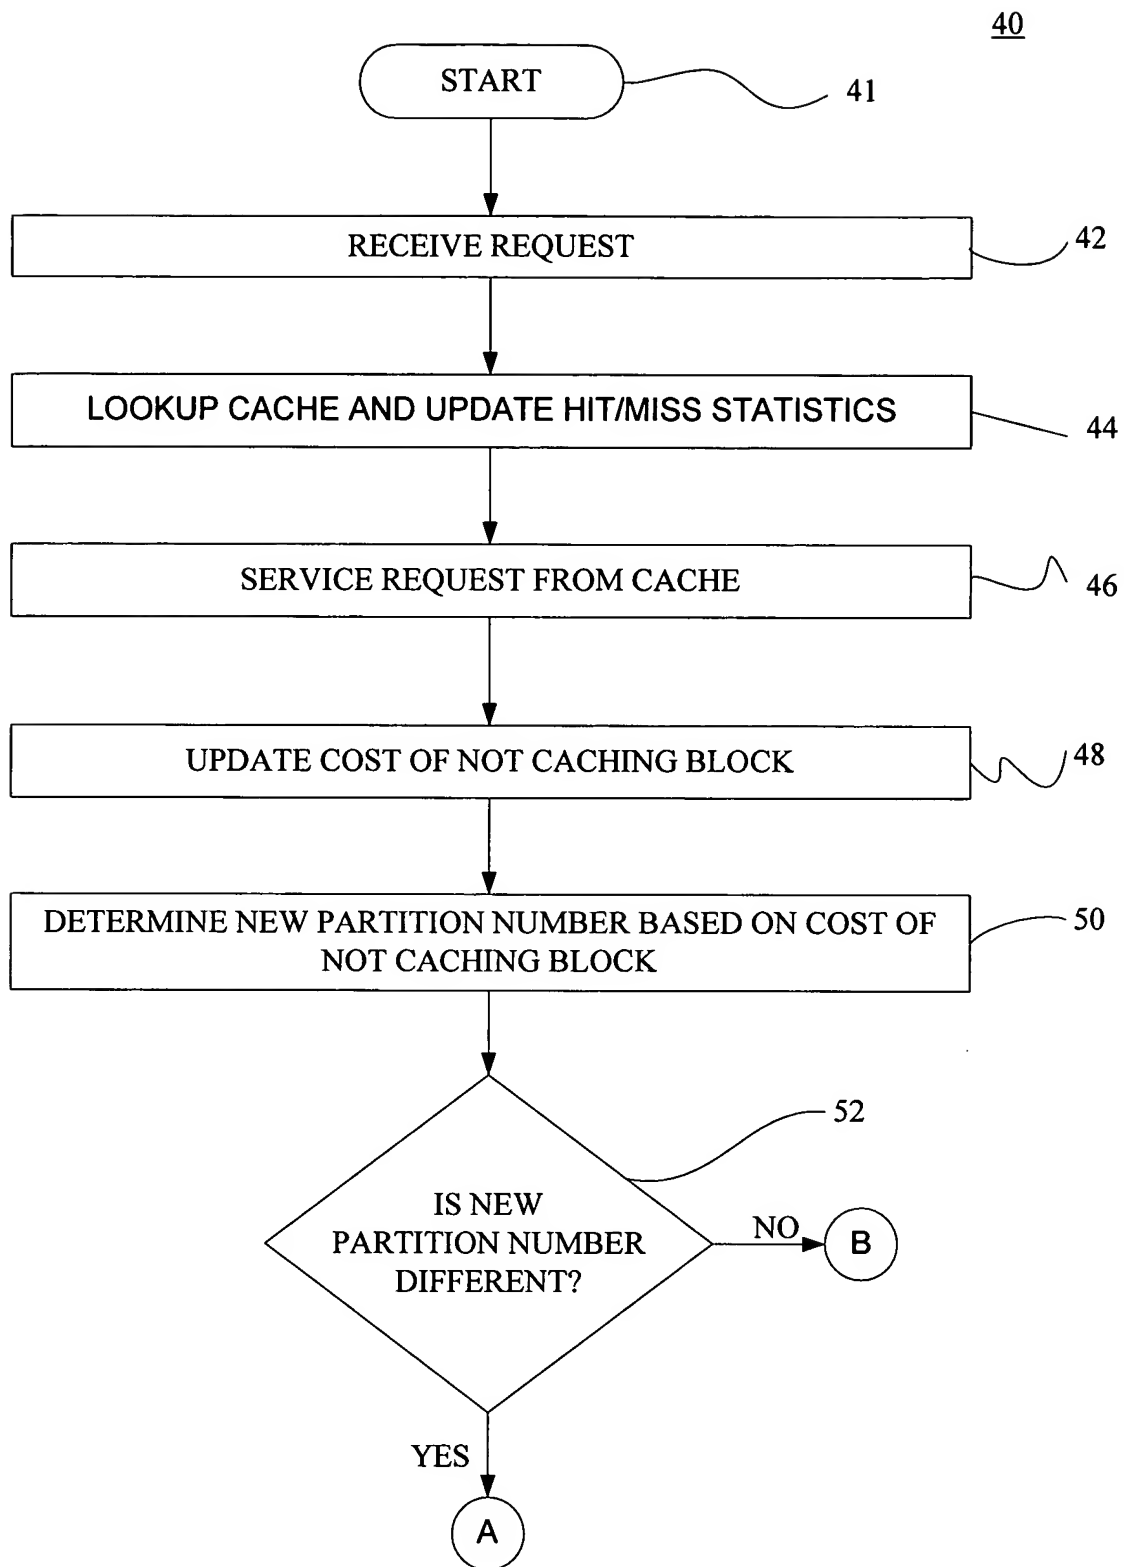 40
START
41
RECEIVE REQUEST
42
LOOKUP CACHE AND UPDATE HIT/MISS STATISTICS
44
SERVICE REQUEST FROM CACHE
46
UPDATE COST OF NOT CACHING BLOCK
48
DETERMINE NEW PARTITION NUMBER BASED ON COST OF
NOT CACHING BLOCK
50
52
IS NEW
PARTITION NUMBER
DIFFERENT?
NO
B
YES
A